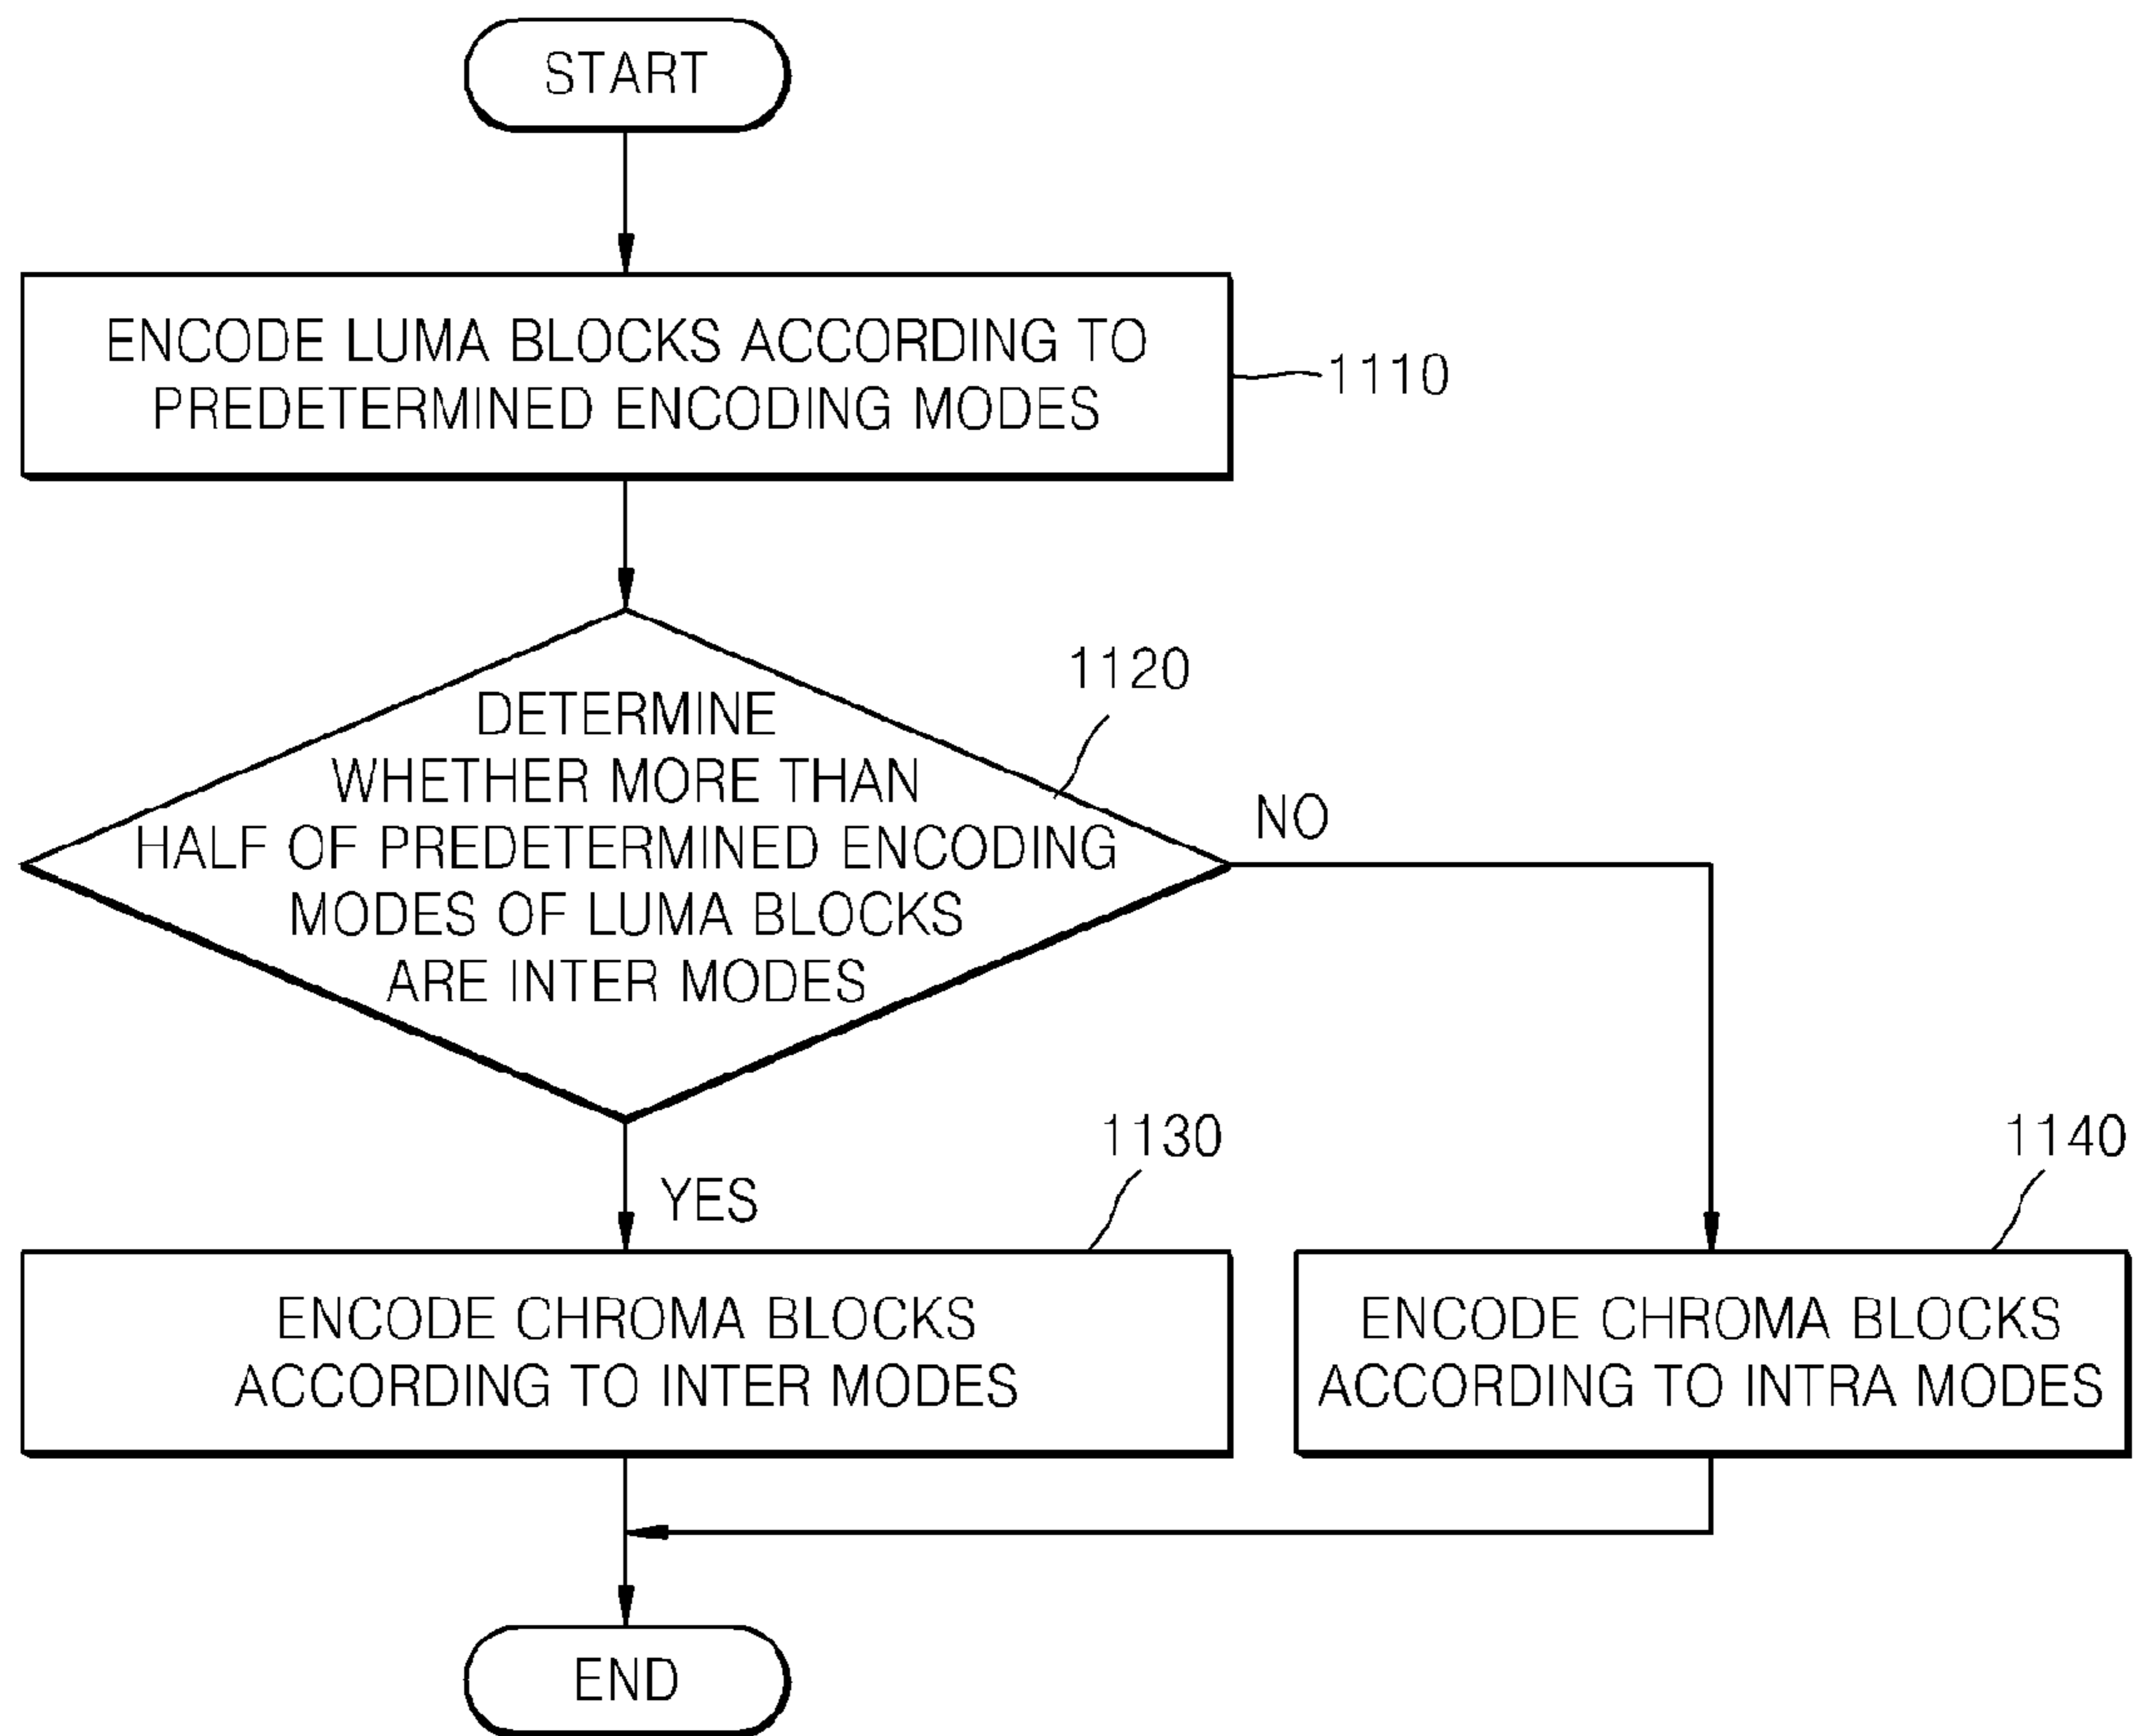 START
ENCODE LUMA BLOCKS ACCORDING TO
PREDETERMINED ENCODING MODES
1110
1120
DETERMINE
WHETHER MORE THAN
HALF OF PREDETERMINED ENCODING
MODES OF LUMA BLOCKS
ARE INTER MODES
NO
YES
1130
ENCODE CHROMA BLOCKS
ACCORDING TO INTER MODES
1140
ENCODE CHROMA BLOCKS
ACCORDING TO INTRA MODES
END